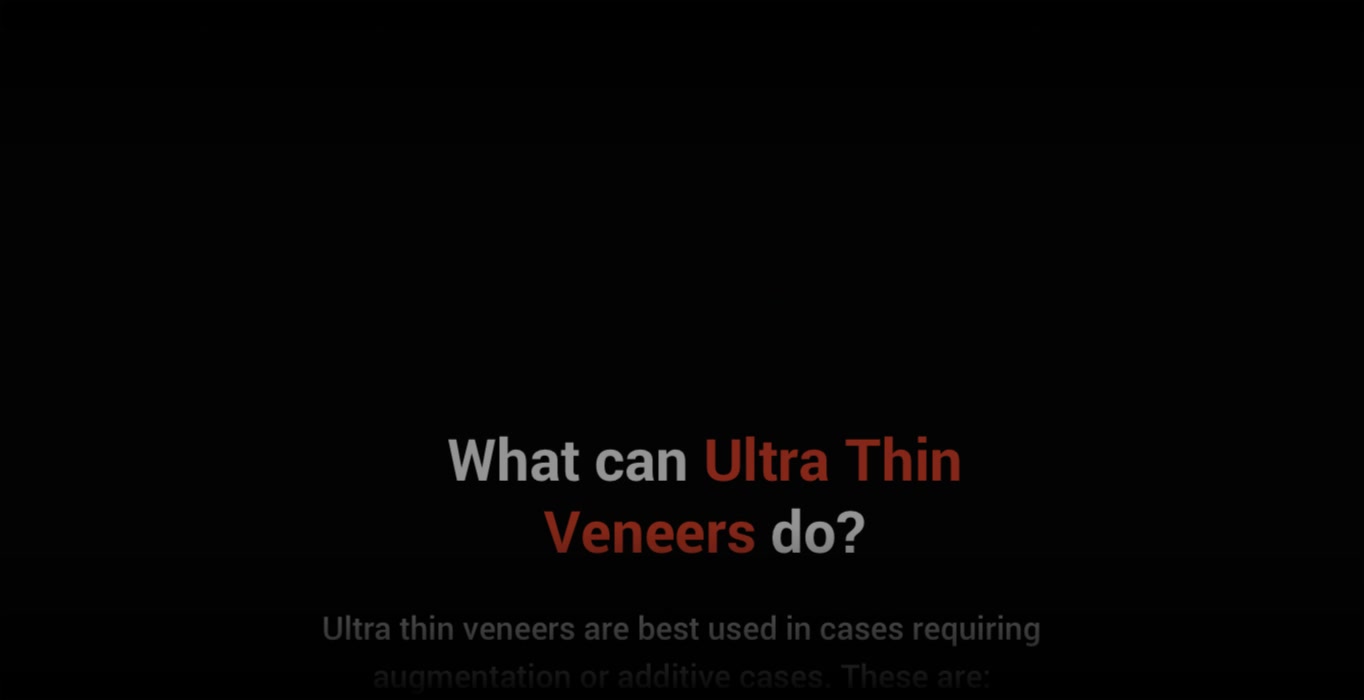 What can Ultra Thin
Veneers do?
Ultra thin veneers are best used in cases requiring
augmentation or additive cases. These are: